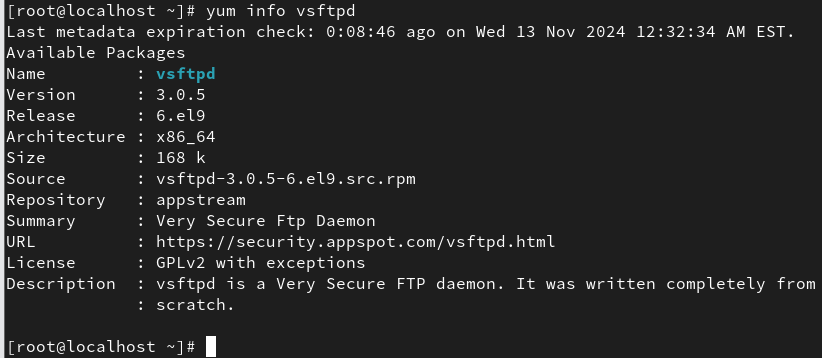 [root@localhost ~]# yum info vsftpd
Last metadata expiration check: 0:08:46 ago on Wed 13 Nov 2024 12:32:34 AM EST.
Available Packages
Name         : vsftpd
Version      : 3.0.5
Release      : 6.el9
Architecture : x86_64
Size         : 168 k
Source       : vsftpd-3.0.5-6.el9.src.rpm
Repository   : appstream
Summary      : Very Secure Ftp Daemon
URL          : https://security.appspot.com/vsftpd.html
License      : GPLv2 with exceptions
Description  : vsftpd is a Very Secure FTP daemon. It was written completely from
             : scratch.
[root@localhost ~]#